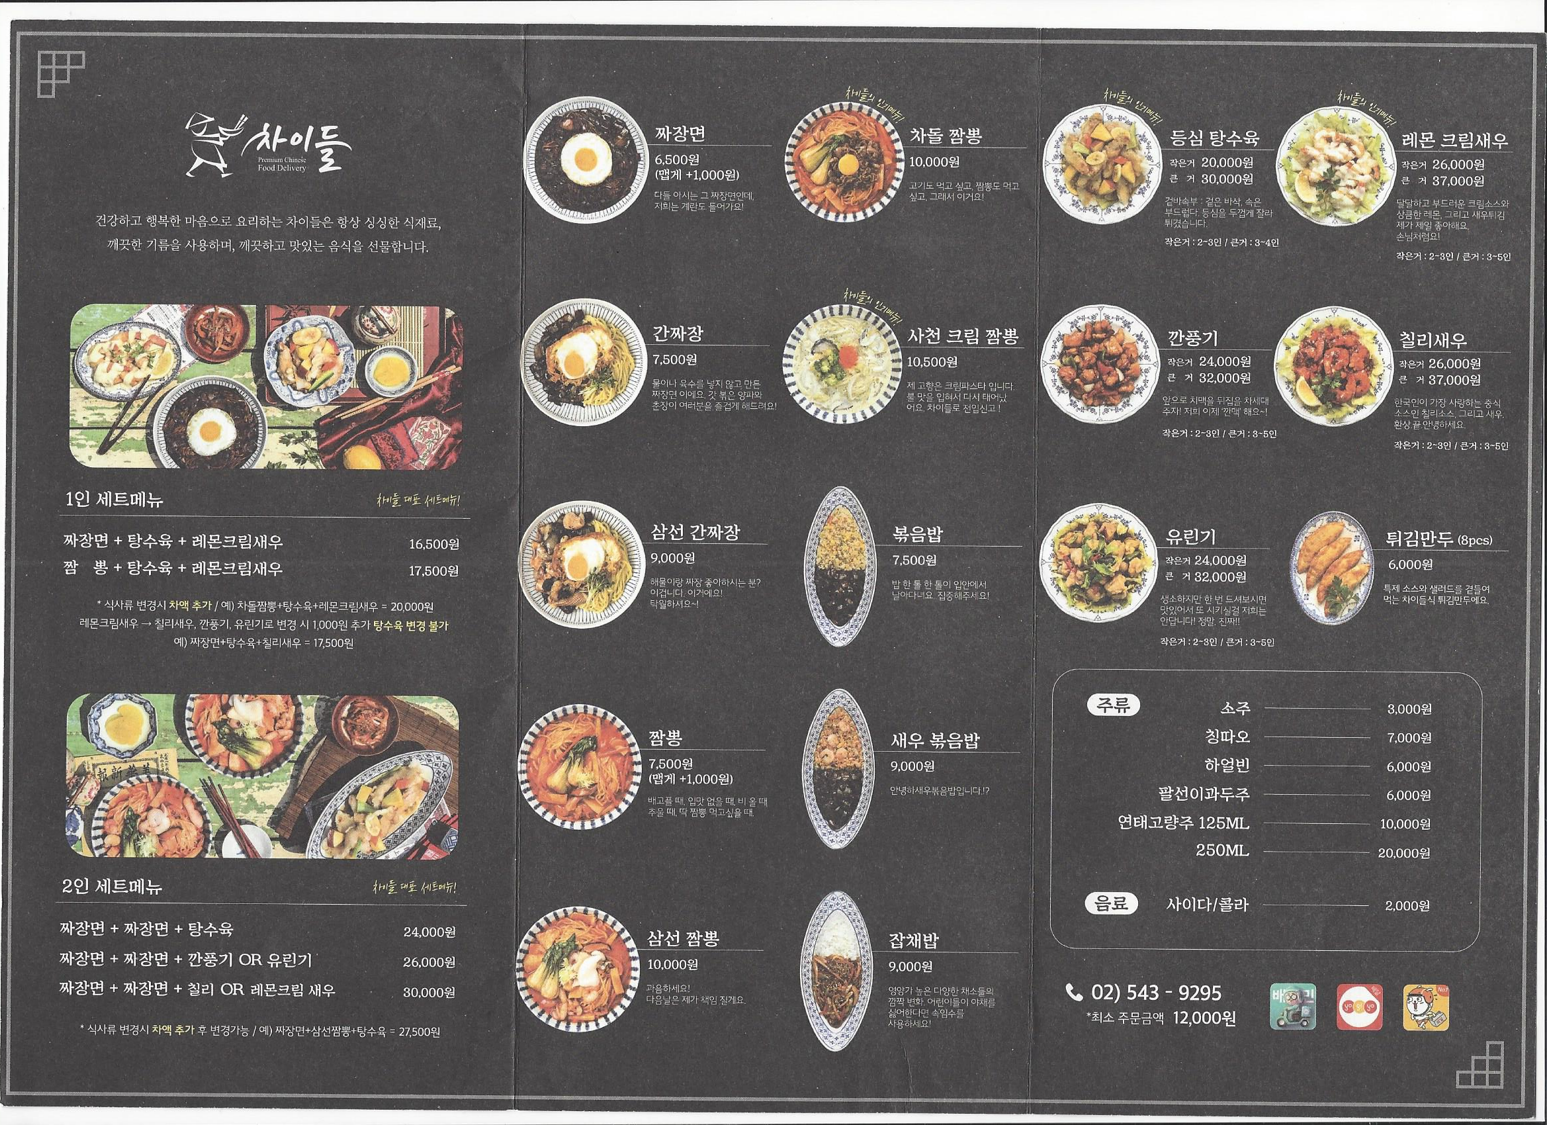 차이들
Premium Chinese
Food Delivery
건강하고 행복한 마음으로 요리하는 차이들은 항상 싱싱한 식재료,
깨끗한 기름을 사용하며, 깨끗하고 맛있는 음식을 선물합니다.
1인 세트메뉴
차이들 대표 세트메뉴!
짜장면 + 탕수육 + 레몬크림새우 16,500원
짬 뽕 + 탕수육 + 레몬크림새우 17,500원
* 식사류 변경시 차액 추가 / 예) 차돌짬뽕+탕수육+레몬크림새우 = 20,000원
레몬크림새우 → 칠리새우, 깐풍기, 유린기로 변경 시 1,000원 추가 탕수육 변경 불가
예) 짜장면+탕수육+칠리새우 = 17,500원
2인 세트메뉴
차이들 대표 세트메뉴!
짜장면 + 짜장면 + 탕수육 24,000원
짜장면 + 짜장면 + 깐풍기 OR 유린기 26,000원
짜장면 + 짜장면 + 칠리 OR 레몬크림 새우 30,000원
* 식사류 변경시 차액 추가 후 변경가능 / 예) 짜장면+삼선짬뽕+탕수육 = 27,500원
짜장면
6,500원
(맵게 +1,000원)
다들 아시는 그 짜장면인데,
저희는 계란도 들어가요!
간짜장
7,500원
물이나 육수를 넣지 않고 만든
짜장면 이에요. 갓 볶은 양파와
춘장이 여러분을 즐겁게 해드려요!
삼선 간짜장
9,000원
해물이랑 짜장 좋아하시는 분?
이겁니다. 이거에요!
탁월하셔요~!
짬뽕
7,500원
(맵게 +1,000원)
배고플 때, 입맛 없을 때, 비 올 때
추울 때, 딱 짬뽕 먹고싶을 때
삼선 짬뽕
10,000원
과음하세요!
다음날은 제가 책임 질게요.
차이들의 인기메뉴!
차돌 짬뽕
10,000원
고기도 먹고 싶고, 짬뽕도 먹고
싶고, 그래서 이거요!
차이들의 인기메뉴!
사천 크림 짬뽕
10,500원
제 고향은 크림파스타 입니다.
불 맛을 입혀서 다시 태어났
어요. 차이들로 전입신고!
볶음밥
7,500원
밥 한 톨 한 톨이 입안에서
날아다녀요. 집중해주세요!
새우 볶음밥
9,000원
안녕하새우볶음밥입니다.!?
잡채밥
9,000원
영양가 높은 다양한 채소들의
깜짝 변화. 어린이들이 야채를
싫어한다면 속임수를
사용하세요!
차이들의 인기메뉴!
등심 탕수육
작은거 20,000원
큰 거 30,000원
겉바속부 : 겉은 바삭, 속은
부드럽다. 등심을 두껍게 잘라
튀겼습니다.
작은거 : 2~3인 / 큰거 : 3~4인
깐풍기
작은거 24,000원
큰 거 32,000원
앞으로 치맥을 뒤집을 차세대
주자! 저희 이제 '깐맥' 해요~!
작은거 : 2~3인 / 큰거 : 3~5인
유린기
작은거 24,000원
큰 거 32,000원
생소하지만 한 번 드셔보시면
맛있어서 또 시키실걸 저희는
안답니다! 정말, 진짜!!
작은거 : 2~3인 / 큰거 : 3~5인
차이들의 인기메뉴!
레몬 크림새우
작은거 26,000원
큰 거 37,000원
달달하고 부드러운 크림소스와
상큼한 레몬, 그리고 새우튀김
제가 제일 좋아해요.
손님처럼요!
작은거 : 2~3인 / 큰거 : 3~5인
칠리새우
작은거 26,000원
큰 거 37,000원
한국인이 가장 사랑하는 중식
소스인 칠리소스, 그리고 새우.
환상.끝.안녕하세요.
작은거 : 2~3인 / 큰거 : 3~5인
튀김만두 (8pcs)
6,000원
특제 소스와 샐러드를 곁들여
먹는 차이들식 튀김만두에요.
주류
소주 3,000원
칭따오 7,000원
하얼빈 6,000원
팔선이과두주 6,000원
연태고량주 125ML 10,000원
250ML 20,000원
음료
사이다/콜라 2,000원
02) 543 - 9295
*최소 주문금액 12,000원